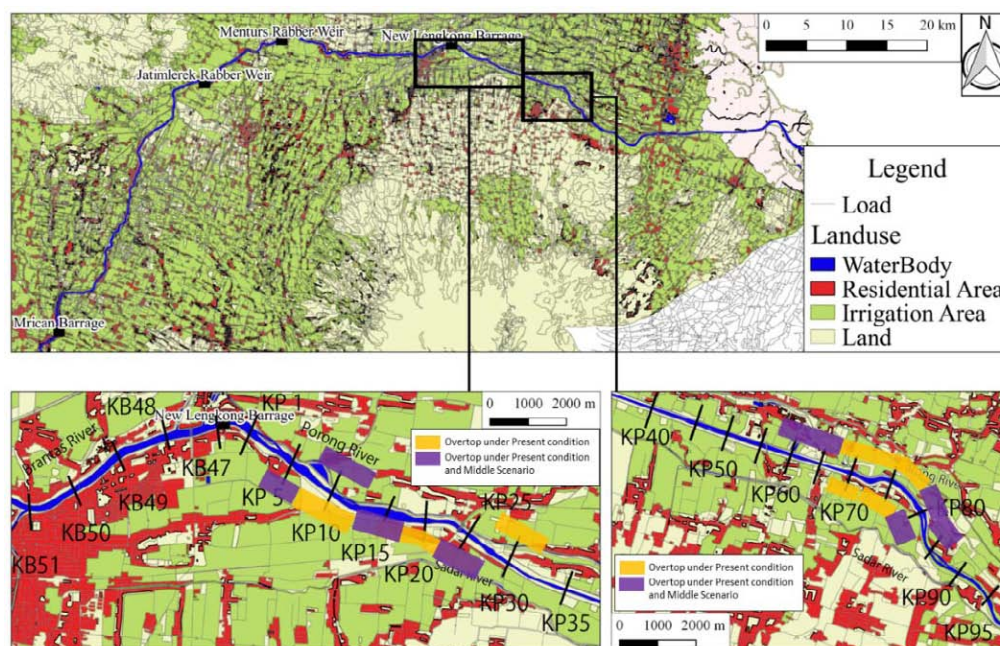 Menturs Rabber Weir
New Lengkong Barrage
Jatimlerek Rabber Weir
Mrican Barrage
0 5 10 15 20 km
N
Legend
Load
Landuse
WaterBody
Residential Area
Irrigation Area
Land
KB48
New Lengkong Barrage
KP 1
Brantas River
KB47
Porong River
0 1000 2000 m
Overtop under Present condition
Overtop under Present condition
and Middle Scenario
KB49
KP 5
KB50
KP10
KP25
KB51
KP15
KP20
Sadar River
KP30
KP35
KP40
KP50
KP60
KP70
KP80
Sadar River
KP90
KP95
Overtop under Present condition
Overtop under Present condition
and Middle Scenario
0 1000 2000 m